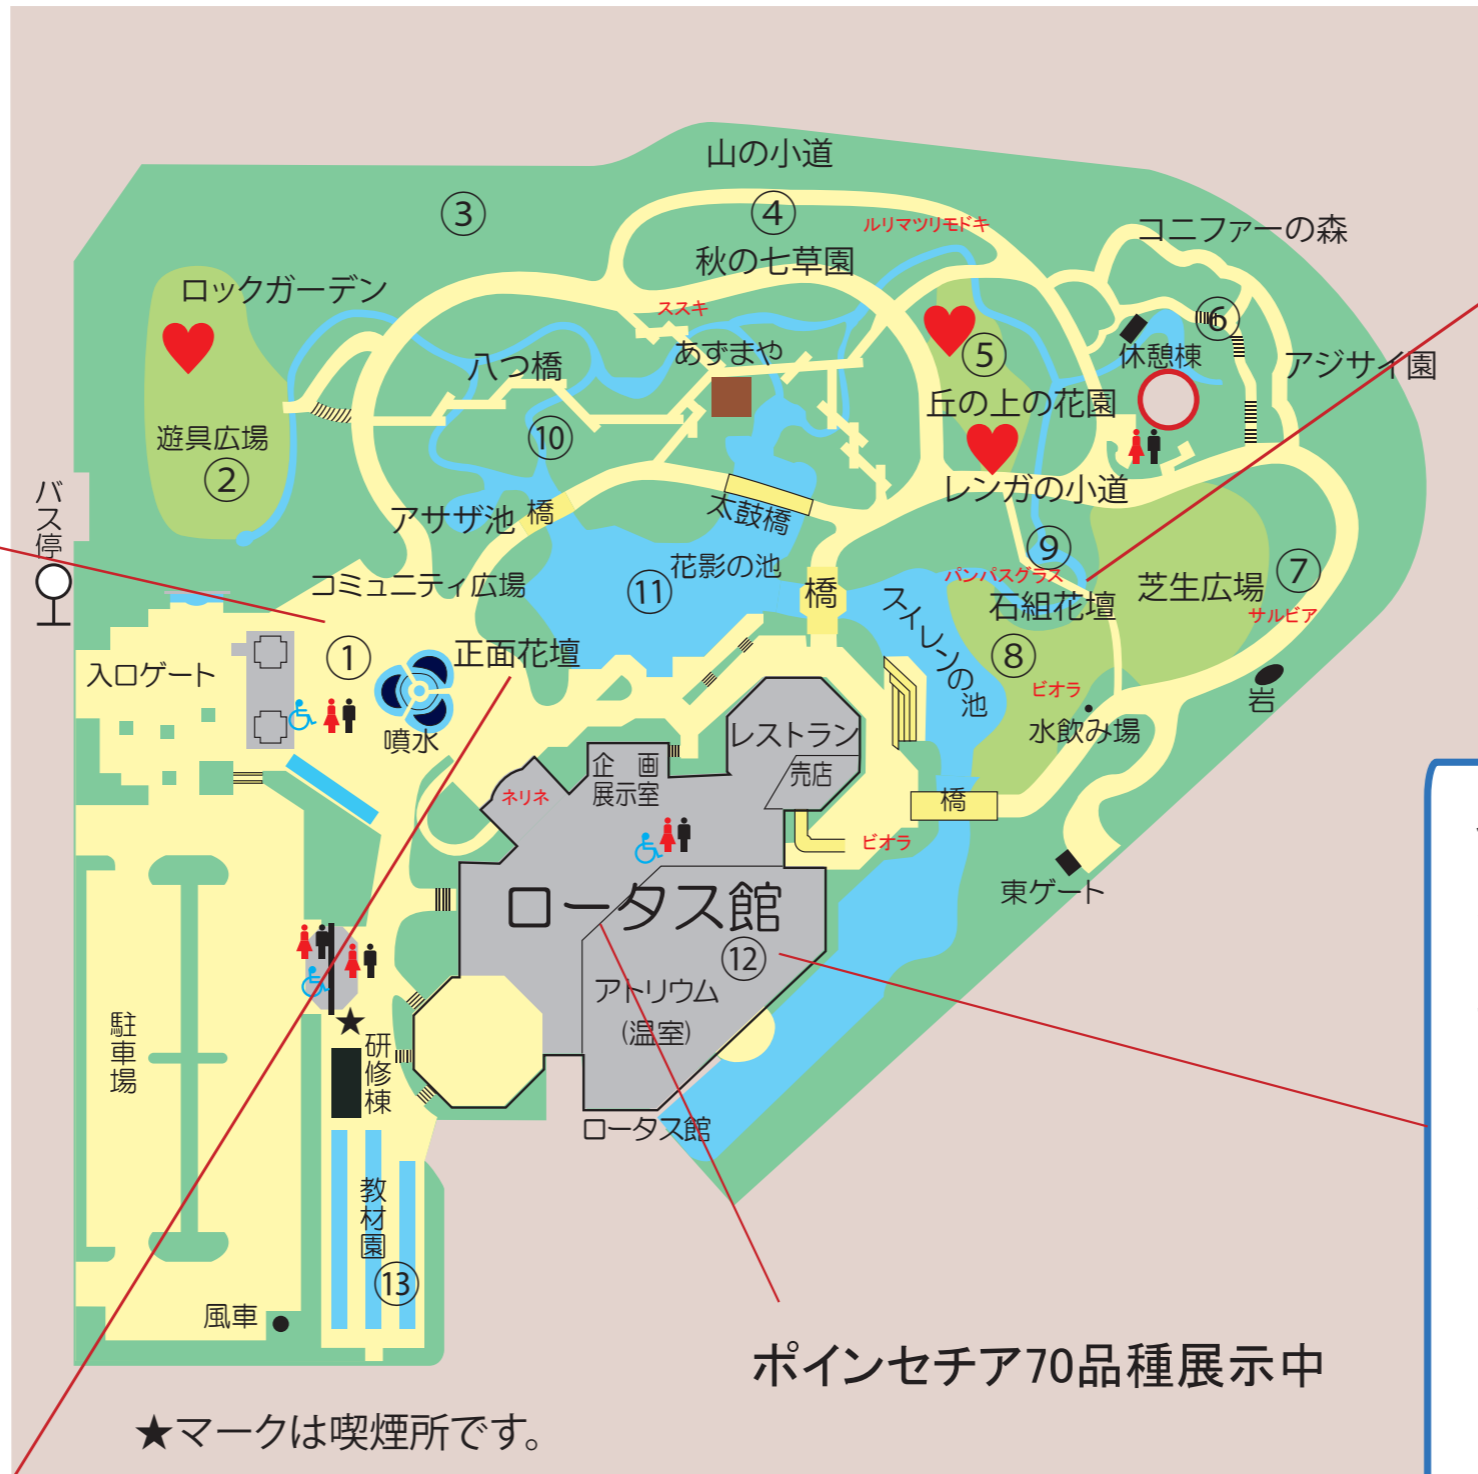 山の小道
③
④
ルリマツリモドキ
コニファーの森
秋の七草園
ロックガーデン
ススキ
⑥
あずまや
⑤
休憩棟
アジサイ園
八つ橋
丘の上の花園
遊具広場
②
⑩
レンガの小道
バス停
アサザ池
橋
太鼓橋
⑨
花影の池
コミュニティ広場
⑪
橋
パンパスグラス
石組花壇
芝生広場
⑦
サルビア
スイレンの池
①
正面花壇
⑧
入口ゲート
ビオラ
岩
噴水
水飲み場
レストラン
企画
展示室
売店
ネリネ
橋
ビオラ
東ゲート
ロータス館
⑫
アトリウム
(温室)
★
駐車場
研修棟
ロータス館
教材園
⑬
風車
ポインセチア70品種展示中
★マークは喫煙所です。